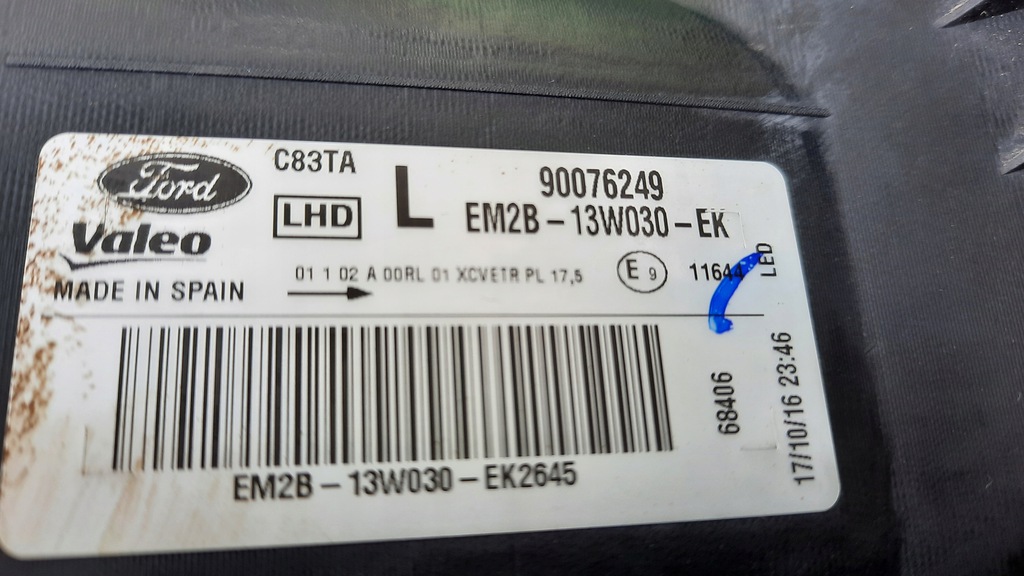 Ford
Valeo
MADE IN SPAIN
C83TA
LHD
L
90076249
EM2B-13W030-EK
01 1 02 A 00RL 01 XCVETR PL 17,5
E9
11644
LED
EM2B-13W030-EK2645
68406
17/10/16 23:46